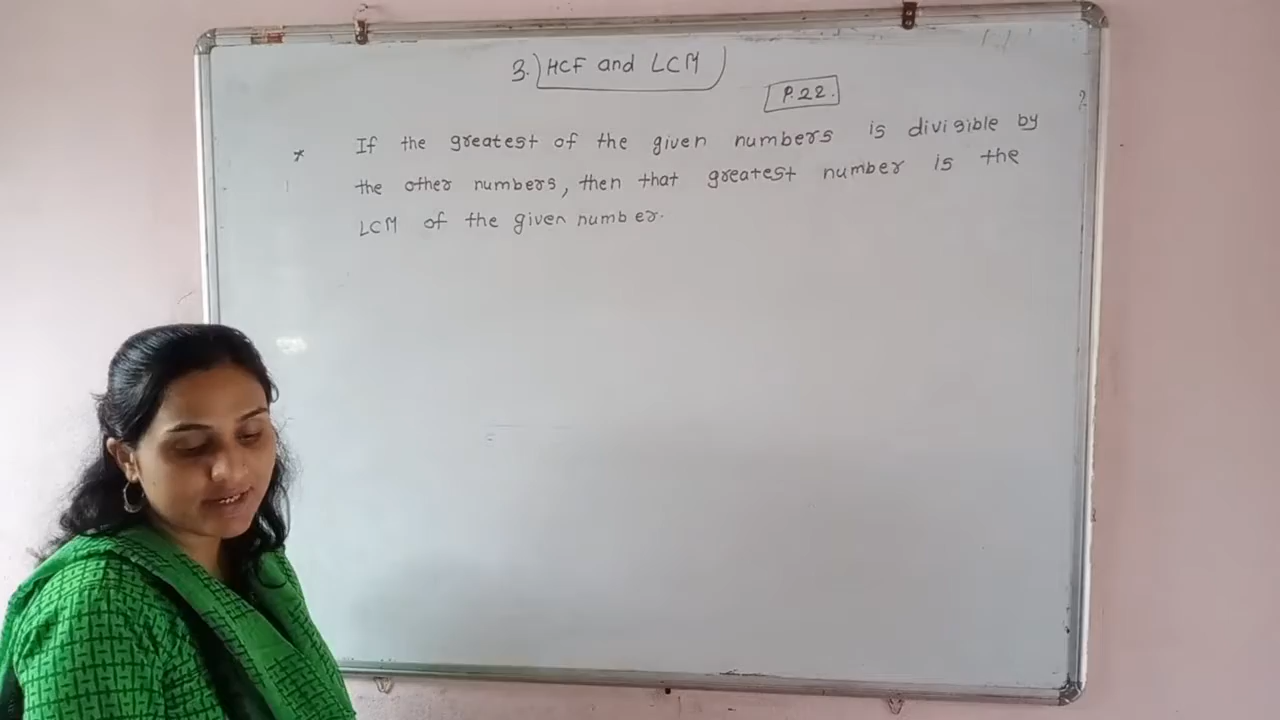 3. HCF and LCM
P.22.
* If the greatest of the given numbers is divisible by
the other numbers, then that greatest number is the
LCM of the given number.